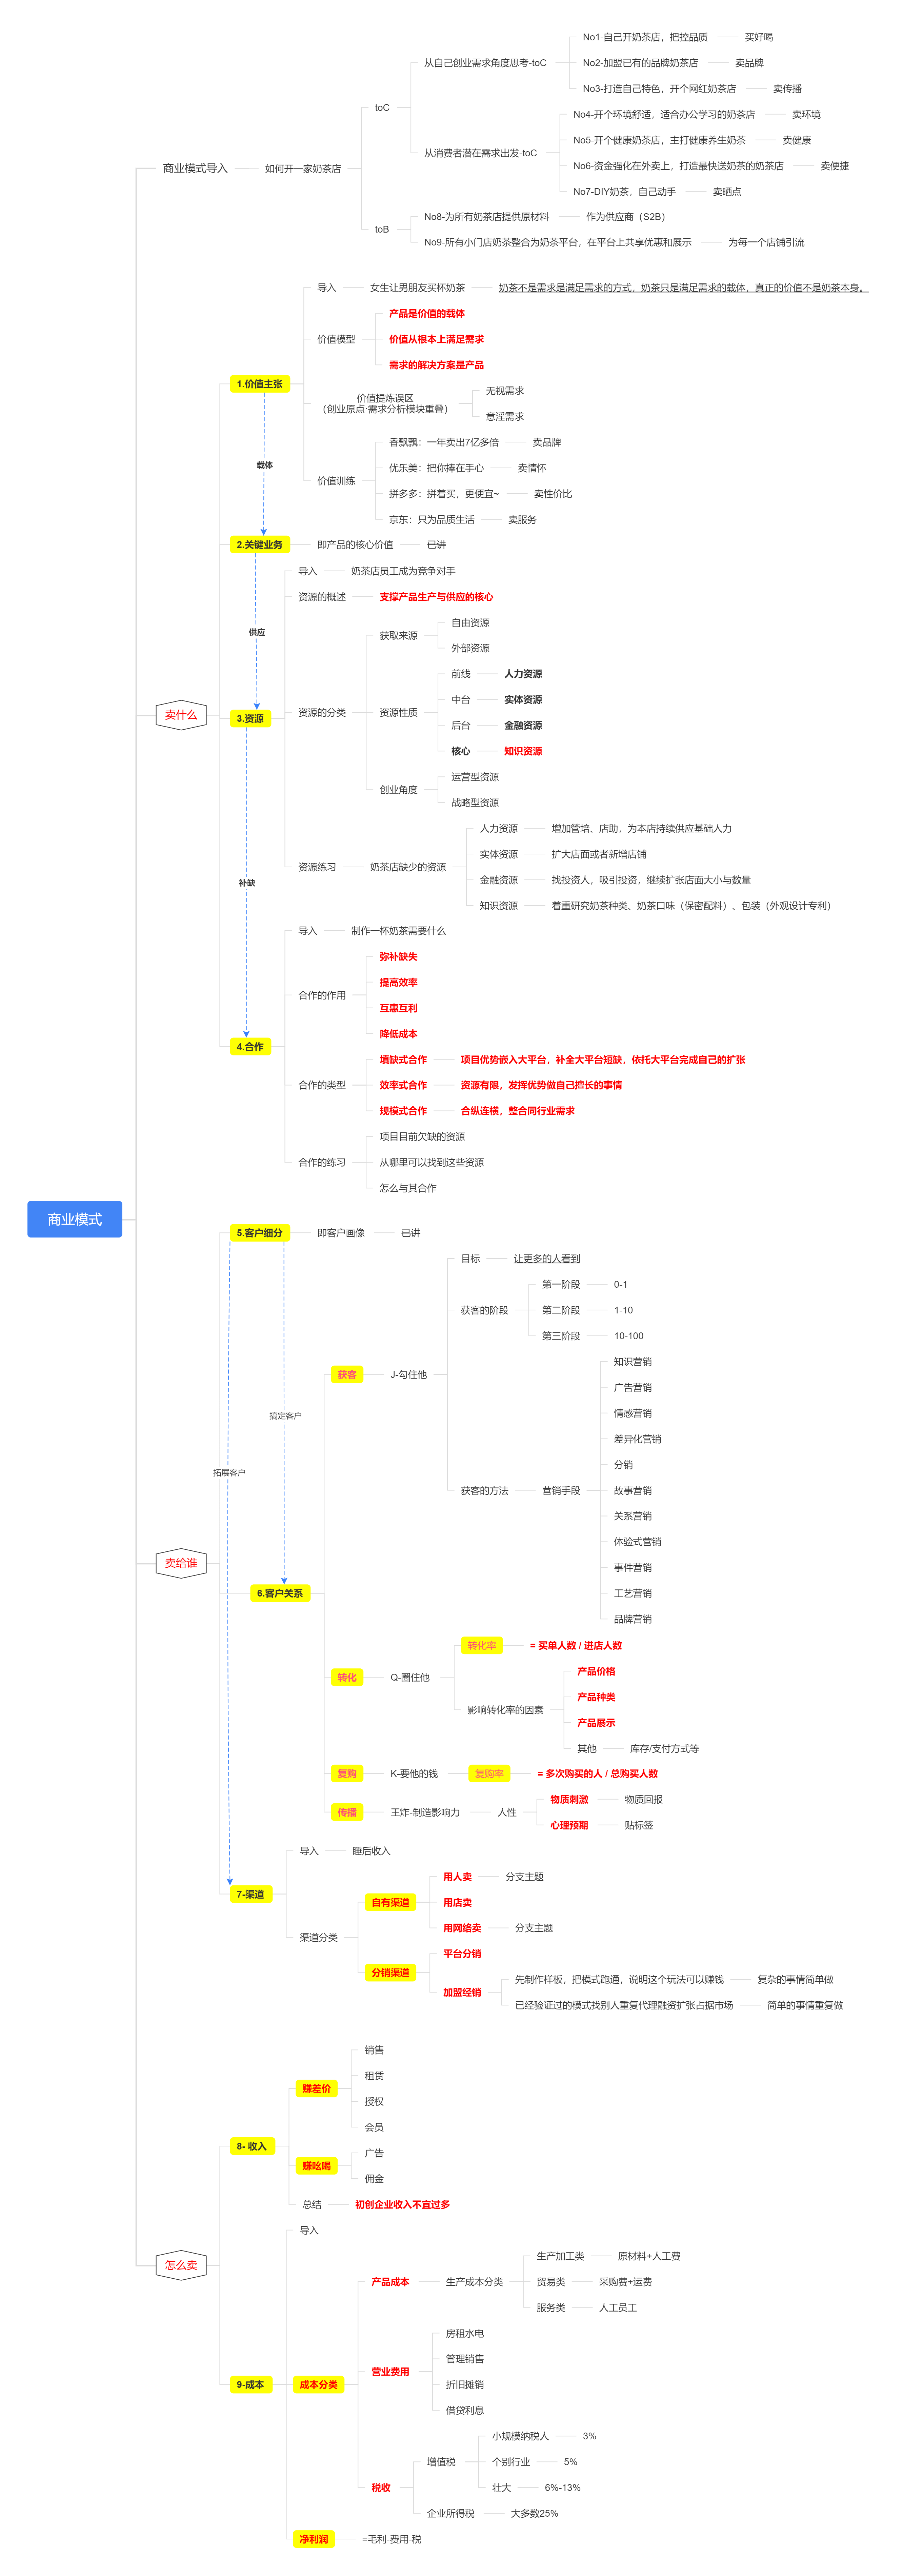 商业模式
商业模式导入
如何开一家奶茶店
toC
从自己创业需求角度思考-toC
No1-自己开奶茶店，把控品质
买好喝
No2-加盟已有的品牌奶茶店
卖品牌
No3-打造自己特色，开个网红奶茶店
卖传播
从消费者潜在需求出发-toC
No4-开个环境舒适，适合办公学习的奶茶店
卖环境
No5-开个健康奶茶店，主打健康养生奶茶
卖健康
No6-资金强化在外卖上，打造最快送奶茶的奶茶店
卖便捷
No7-DIY奶茶，自己动手
卖晒点
toB
No8-为所有奶茶店提供原材料
作为供应商（S2B）
No9-所有小门店奶茶整合为奶茶平台，在平台上共享优惠和展示
为每一个店铺引流
卖什么
1.价值主张
导入
女生让男朋友买杯奶茶
奶茶不是需求是满足需求的方式，奶茶只是满足需求的载体，真正的价值不是奶茶本身。
价值模型
产品是价值的载体
价值从根本上满足需求
需求的解决方案是产品
价值提炼误区
（创业原点·需求分析模块重叠）
无视需求
意淫需求
价值训练
香飘飘：一年卖出7亿多倍
卖品牌
优乐美：把你捧在手心
卖情怀
拼多多：拼着买，更便宜~
卖性价比
京东：只为品质生活
卖服务
载体
2.关键业务
即产品的核心价值
已讲
供应
3.资源
导入
奶茶店员工成为竞争对手
资源的概述
支撑产品生产与供应的核心
资源的分类
获取来源
自由资源
外部资源
资源性质
前线
人力资源
中台
实体资源
后台
金融资源
核心
知识资源
创业角度
运营型资源
战略型资源
资源练习
奶茶店缺少的资源
人力资源
增加管培、店助，为本店持续供应基础人力
实体资源
扩大店面或者新增店铺
金融资源
找投资人，吸引投资，继续扩张店面大小与数量
知识资源
着重研究奶茶种类、奶茶口味（保密配料）、包装（外观设计专利）
补缺
4.合作
导入
制作一杯奶茶需要什么
合作的作用
弥补缺失
提高效率
互惠互利
降低成本
合作的类型
填缺式合作
项目优势嵌入大平台，补全大平台短缺，依托大平台完成自己的扩张
效率式合作
资源有限，发挥优势做自己擅长的事情
规模式合作
合纵连横，整合同行业需求
合作的练习
项目目前欠缺的资源
从哪里可以找到这些资源
怎么与其合作
卖给谁
5.客户细分
即客户画像
已讲
搞定客户
拓展客户
6.客户关系
获客
J-勾住他
目标
让更多的人看到
获客的阶段
第一阶段
0-1
第二阶段
1-10
第三阶段
10-100
获客的方法
营销手段
知识营销
广告营销
情感营销
差异化营销
分销
故事营销
关系营销
体验式营销
事件营销
工艺营销
品牌营销
转化
Q-圈住他
转化率
= 买单人数 / 进店人数
影响转化率的因素
产品价格
产品种类
产品展示
其他
库存/支付方式等
复购
K-要他的钱
复购率
= 多次购买的人 / 总购买人数
传播
王炸-制造影响力
人性
物质刺激
物质回报
心理预期
贴标签
7-渠道
导入
睡后收入
渠道分类
自有渠道
用人卖
分支主题
用店卖
用网络卖
分支主题
分销渠道
平台分销
加盟经销
先制作样板，把模式跑通，说明这个玩法可以赚钱
复杂的事情简单做
已经验证过的模式找别人重复代理融资扩张占据市场
简单的事情重复做
怎么卖
8- 收入
赚差价
销售
租赁
授权
会员
赚吆喝
广告
佣金
总结
初创企业收入不宜过多
9-成本
导入
成本分类
产品成本
生产成本分类
生产加工类
原材料+人工费
贸易类
采购费+运费
服务类
人工员工
营业费用
房租水电
管理销售
折旧摊销
借贷利息
税收
增值税
小规模纳税人
3%
个别行业
5%
壮大
6%-13%
企业所得税
大多数25%
净利润
=毛利-费用-税